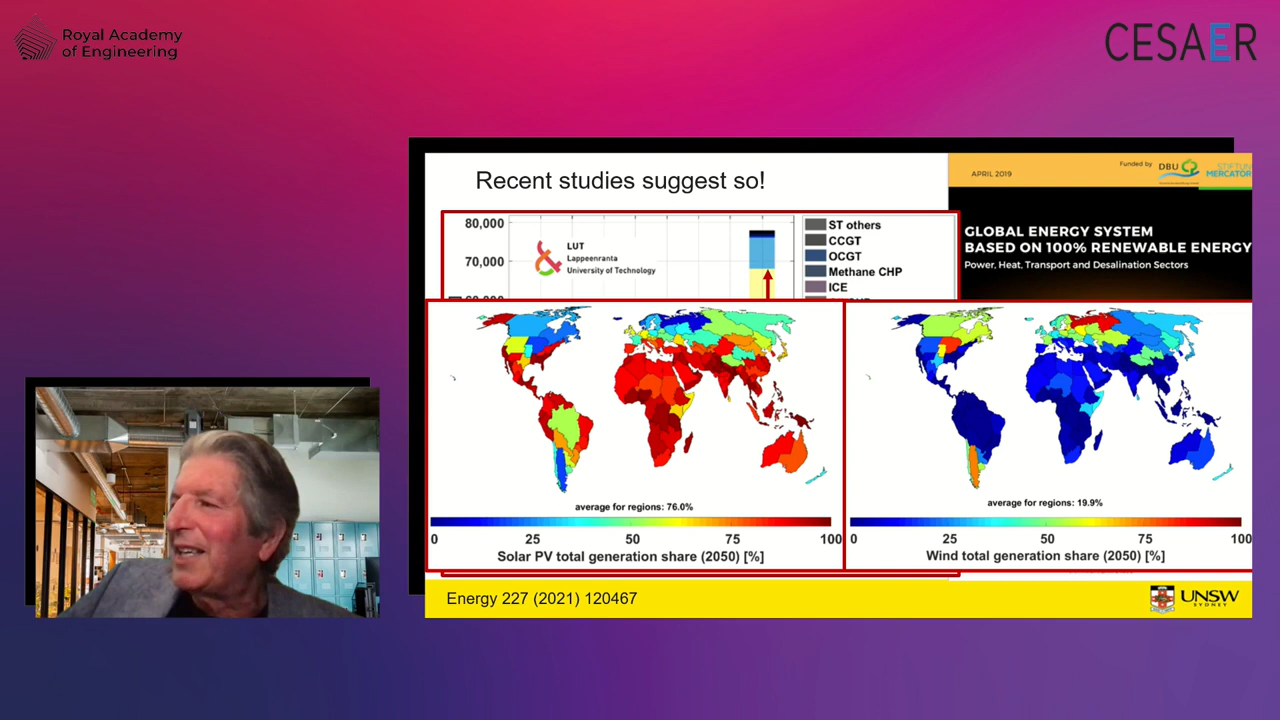 Royal Academy
of Engineering
CESAER
Recent studies suggest so!
80,000
70,000
LUT
Lappeenranta
University of Technology
ST others
CCGT
OCGT
Methane CHP
ICE
APRIL 2019
Funded by
DBU
MERCATOR
GLOBAL ENERGY SYSTEM
BASED ON 100% RENEWABLE ENERGY
Power, Heat, Transport and Desalination Sectors
average for regions: 76.0%
0 25 50 75 100
Solar PV total generation share (2050) [%]
average for regions: 19.9%
0 25 50 75 100
Wind total generation share (2050) [%]
Energy 227 (2021) 120467
UNSW
SYDNEY